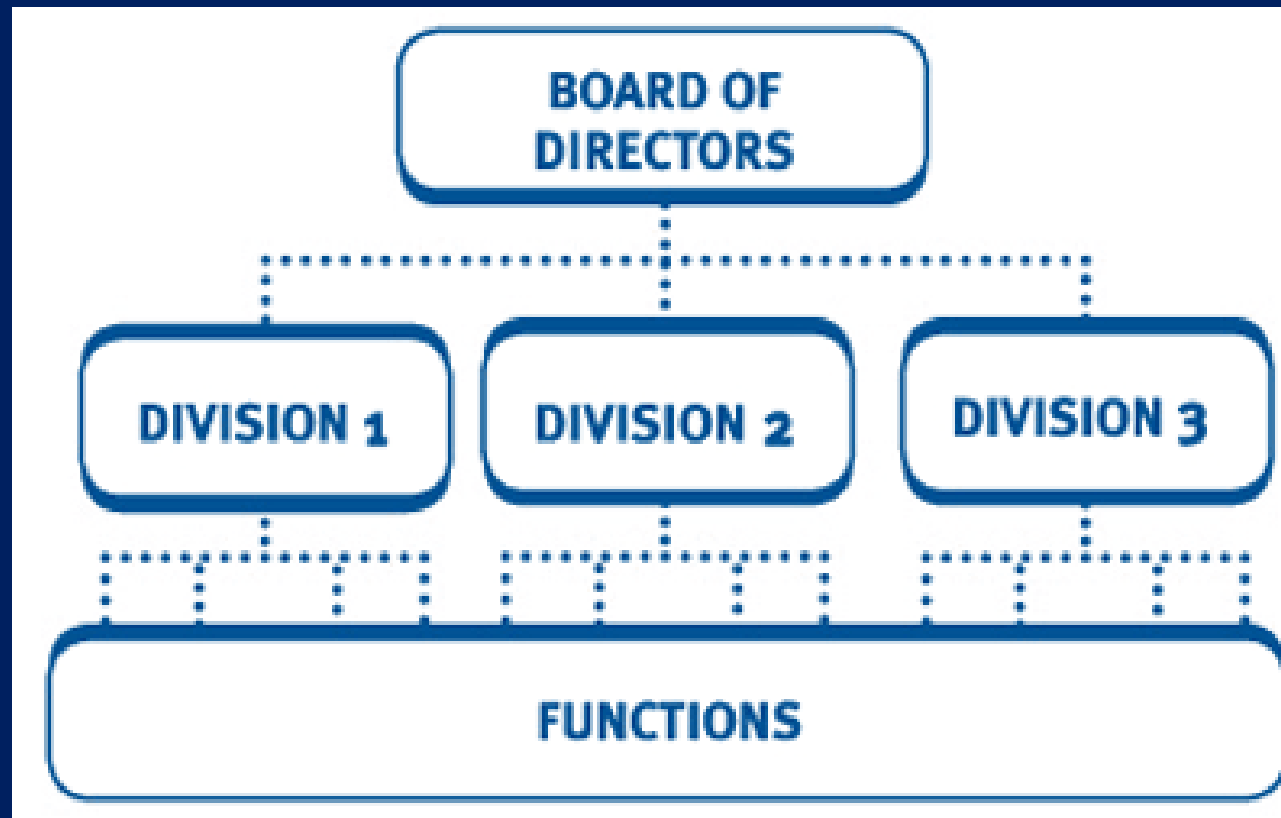 BOARD OF
DIRECTORS
DIVISION 1
DIVISION 2
DIVISION 3
FUNCTIONS